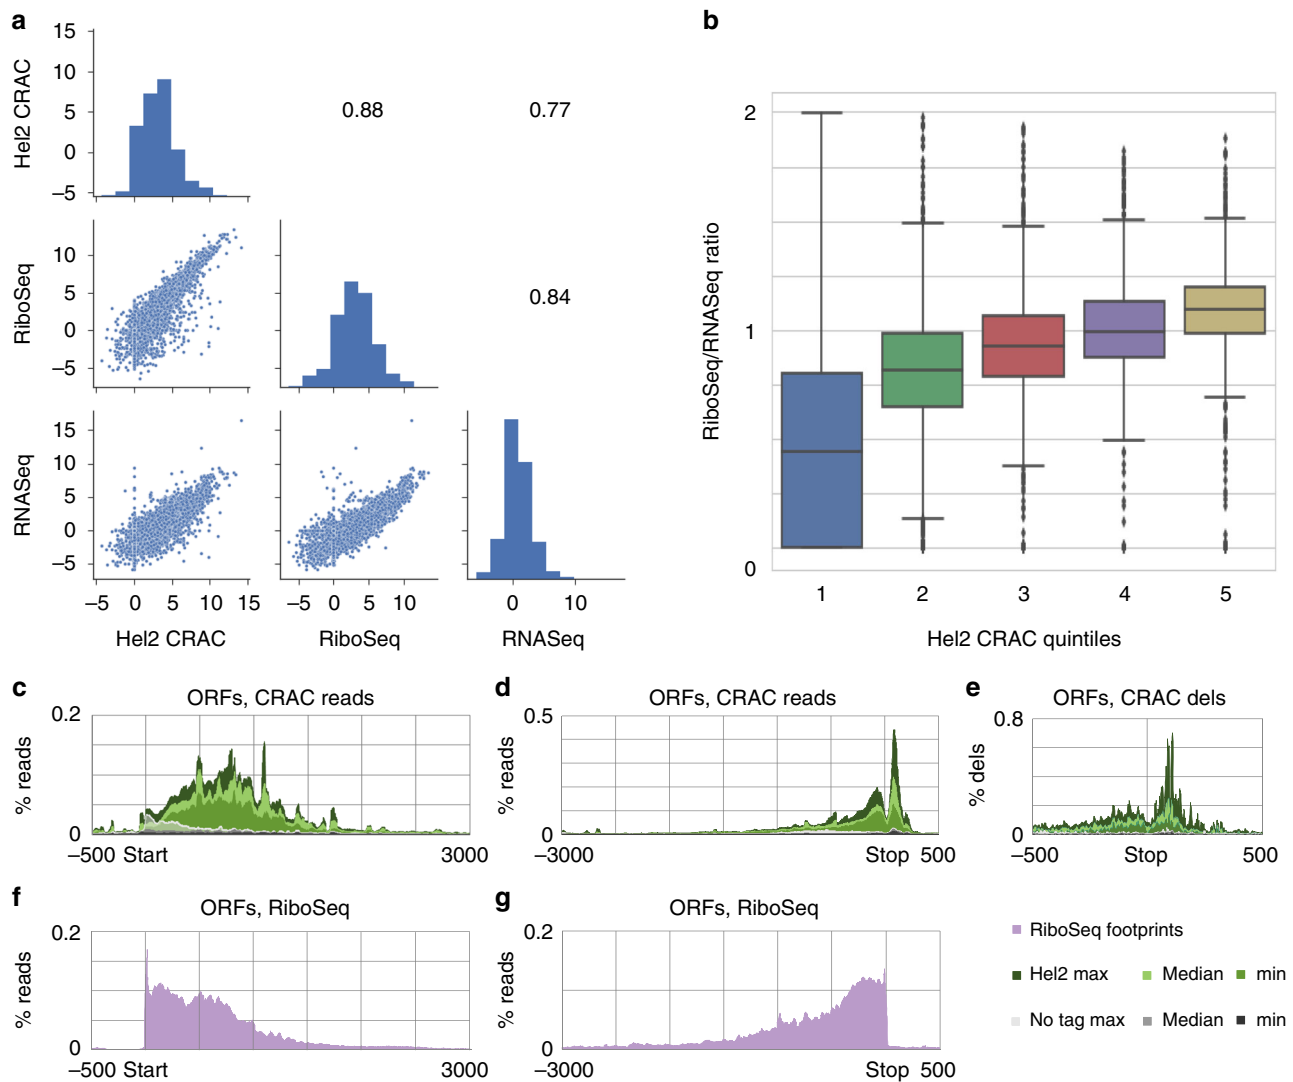 a
15
10
5
0
−5
Hel2 CRAC
0.88
0.77
10
5
0
−5
RiboSeq
0.84
15
10
5
0
−5
RNASeq
−5 0 5 10 15
−5 0 5 10
0 10
Hel2 CRAC
RiboSeq
RNASeq
b
2
1
0
RiboSeq/RNASeq ratio
1 2 3 4 5
Hel2 CRAC quintiles
c
ORFs, CRAC reads
0.2
0
% reads
−500 Start 3000
d
ORFs, CRAC reads
0.5
0
% reads
−3000 Stop 500
e
ORFs, CRAC dels
0.8
0
% dels
−500 Stop 500
f
ORFs, RiboSeq
0.2
0
% reads
−500 Start 3000
g
ORFs, RiboSeq
0.2
0
% reads
−3000 Stop 500
RiboSeq footprints
Hel2 max Median min
No tag max Median min